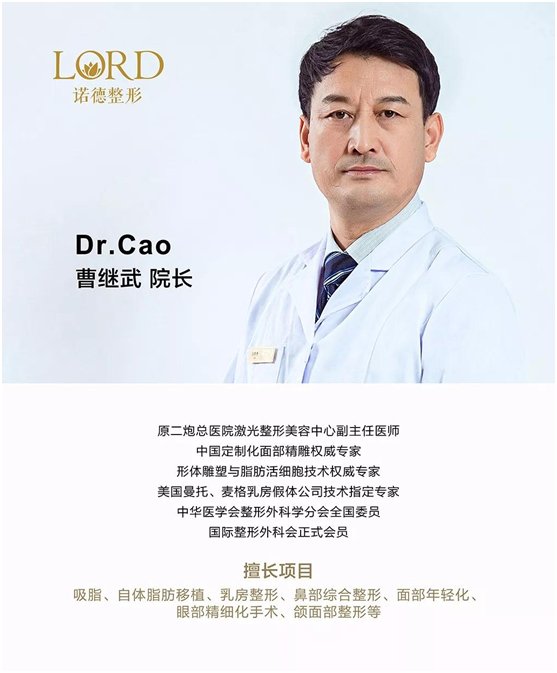 LORD
诺德整形
Dr.Cao
曹继武 院长
原二炮总医院激光整形美容中心副主任医师
中国定制化面部精雕权威专家
形体雕塑与脂肪活细胞技术权威专家
美国曼托、麦格乳房假体公司技术指定专家
中华医学会整形外科学分会全国委员
国际整形外科会正式会员
擅长项目
吸脂、自体脂肪移植、乳房整形、鼻部综合整形、面部年轻化、
眼部精细化手术、颌面部整形等